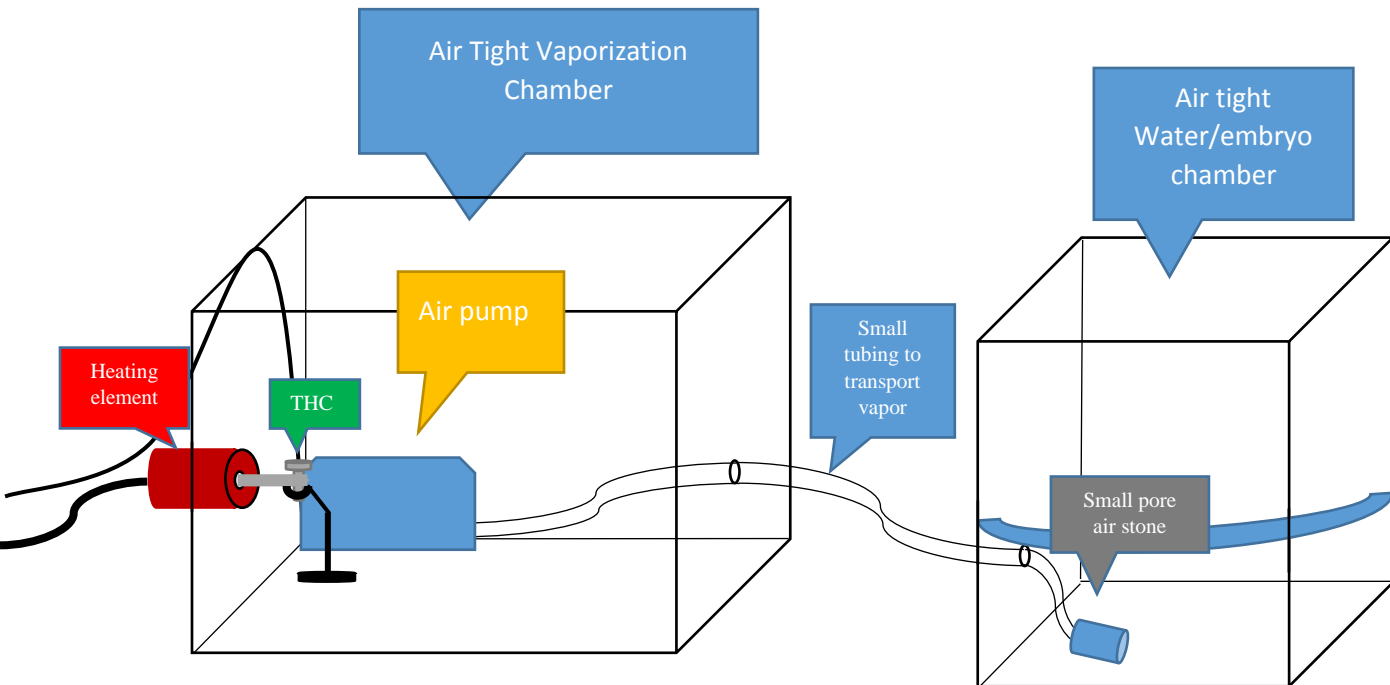 Air Tight Vaporization
Chamber
Air tight
Water/embryo
chamber
Air pump
Small
tubing to
transport
vapor
Heating
element
THC
Small pore
air stone